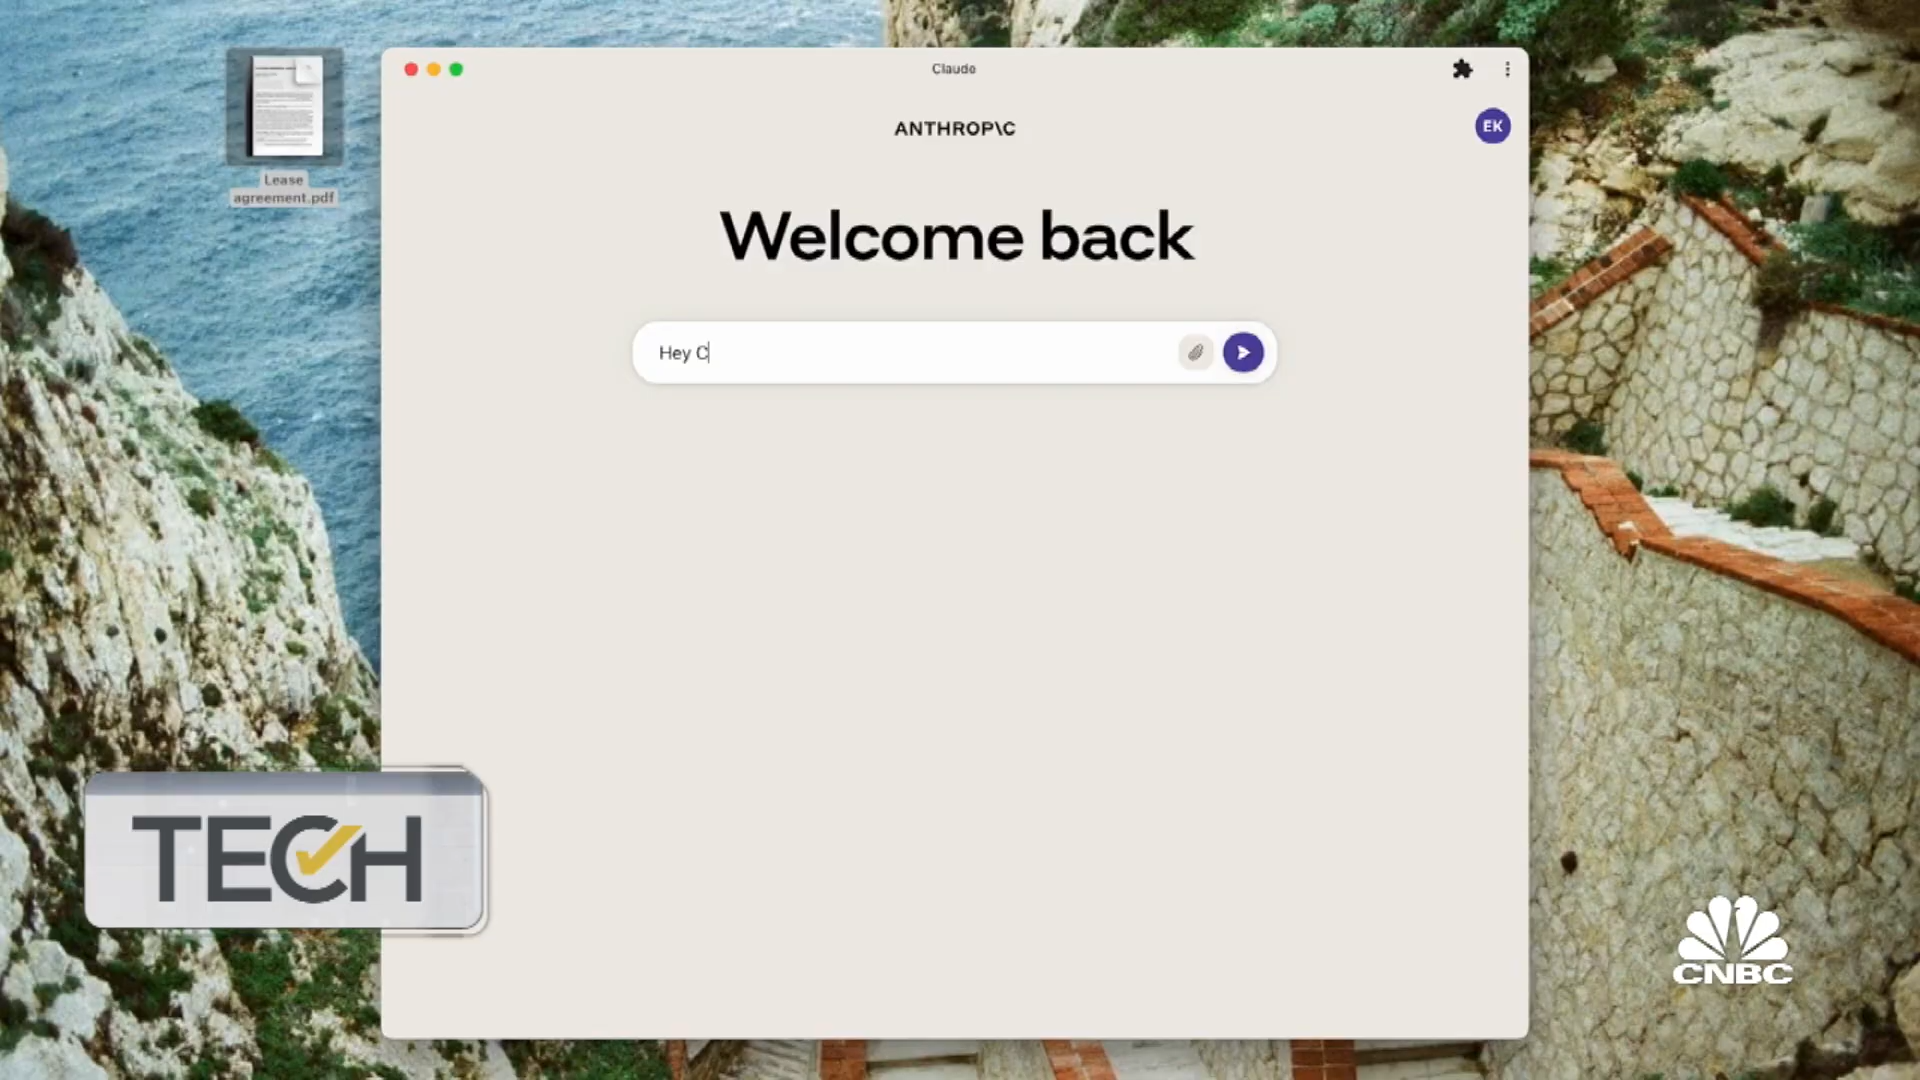 Claude
ANTHROP\C
EK
Lease
agreement.pdf
Welcome back
Hey C
TECH
CNBC